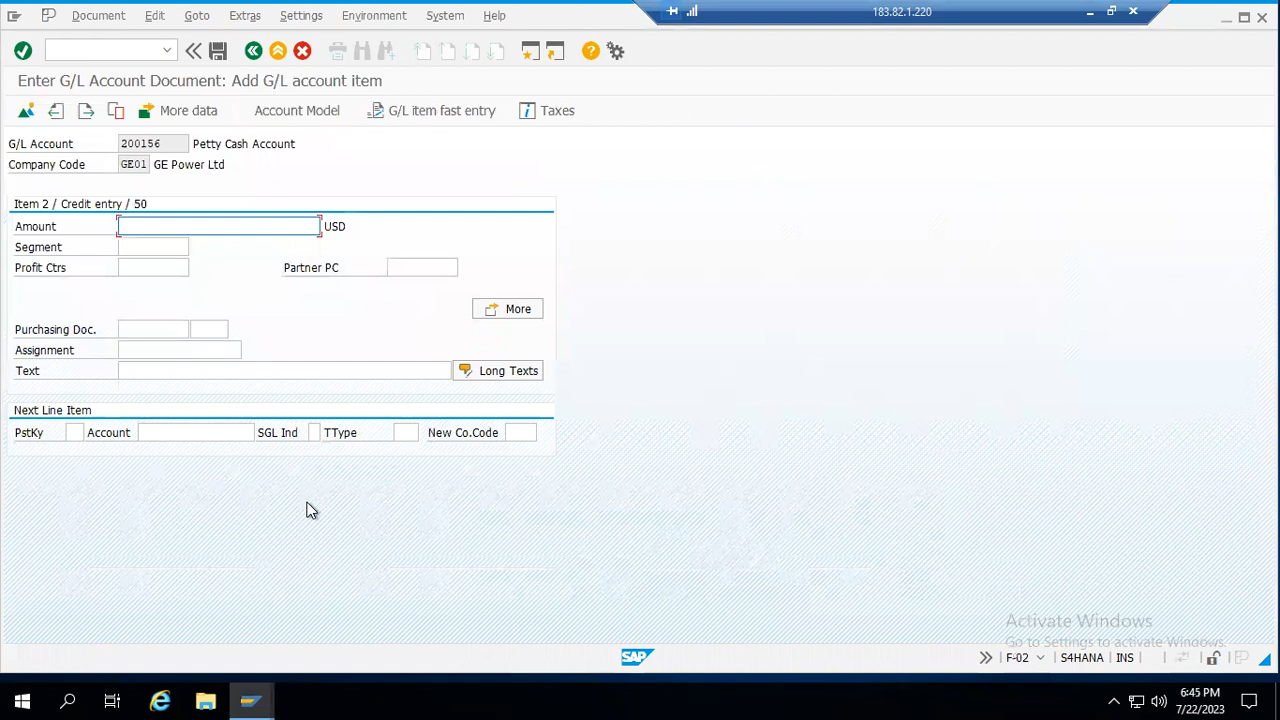 Document Edit Goto Extras Settings Environment System Help
183.82.1.220
Enter G/L Account Document: Add G/L account item
More data Account Model G/L item fast entry Taxes
G/L Account 200156 Petty Cash Account
Company Code GE01 GE Power Ltd
Item 2 / Credit entry / 50
Amount USD
Segment
Profit Ctrs Partner PC
More
Purchasing Doc.
Assignment
Text Long Texts
Next Line Item
PstKy Account SGL Ind TType New Co.Code
Activate Windows
Go to Settings to activate Windows.
SAP F-02 S4HANA INS
6:45 PM
7/22/2023